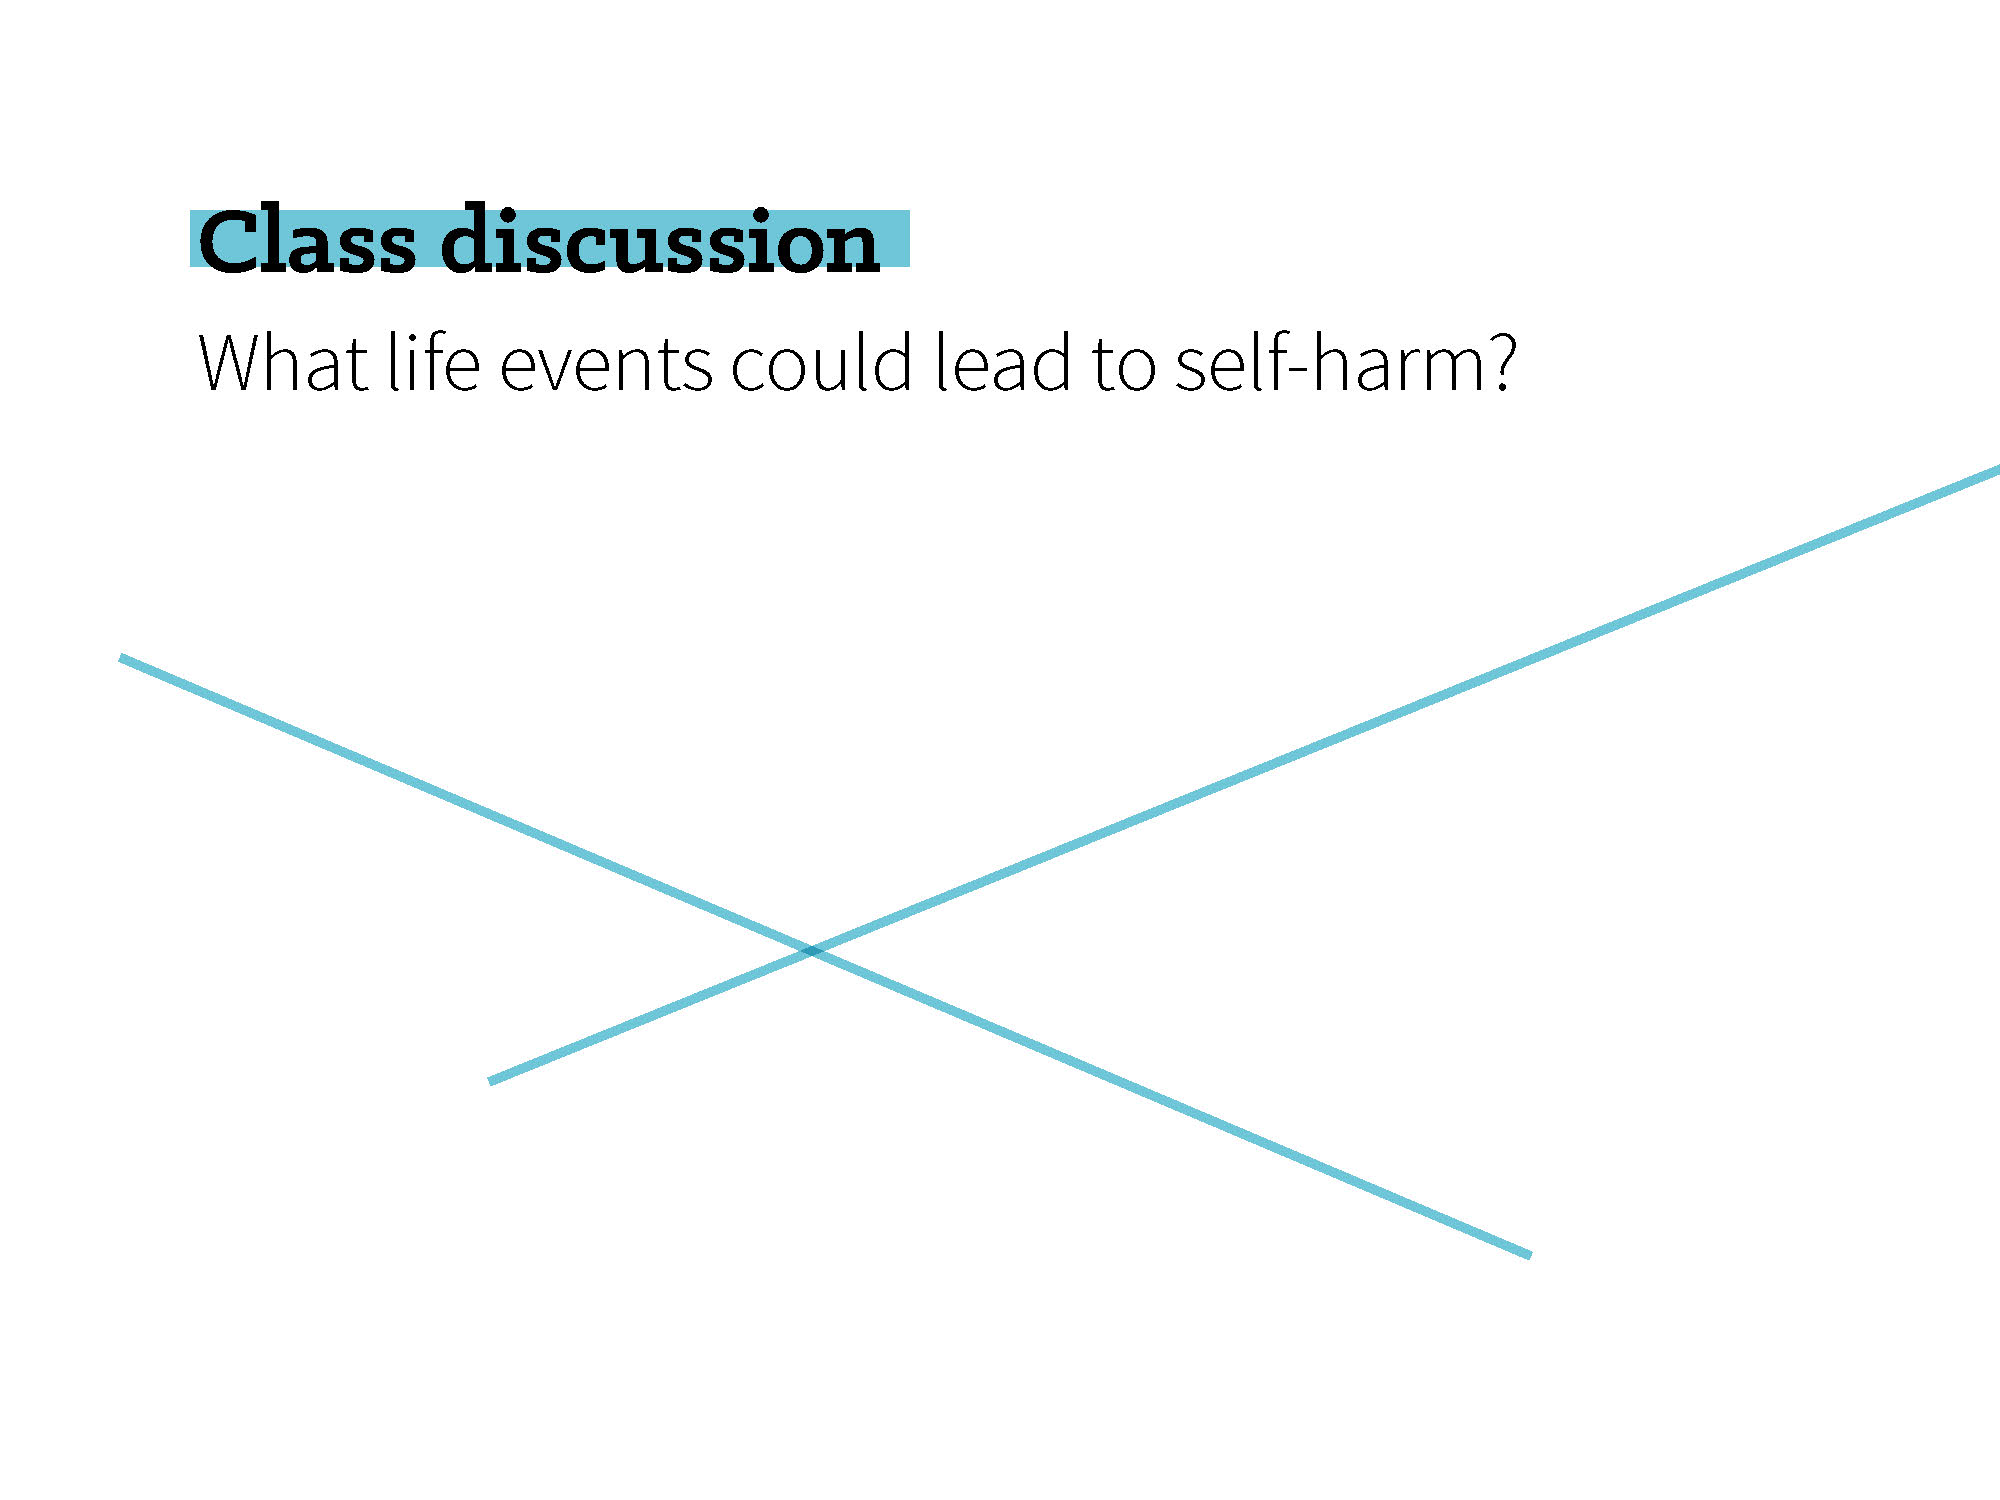 Class discussion
What life events could lead to self-harm?